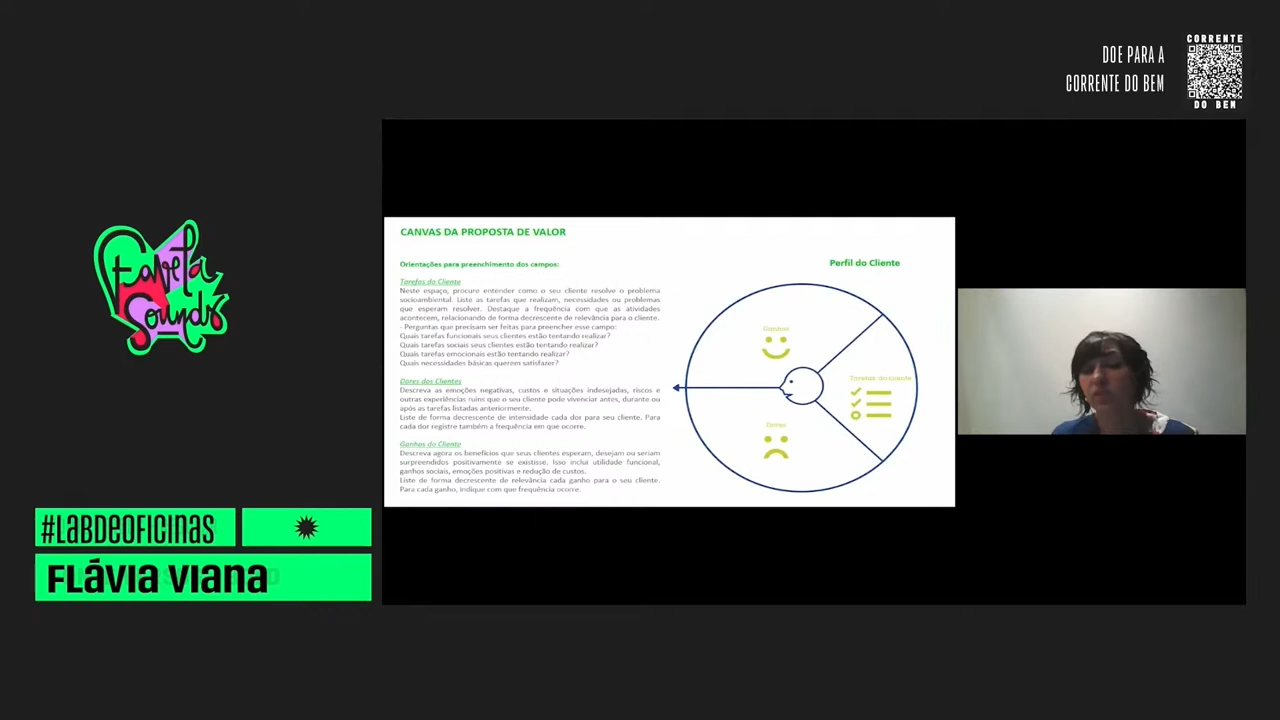 DOE PARA A
CORRENTE DO BEM
CORRENTE
DO BEM
Favela
Sounds
CANVAS DA PROPOSTA DE VALOR
Orientações para preenchimento dos campos:
Tarefas do Cliente
Neste espaço, procure entender como o seu cliente resolve o problema
socioambiental. Liste as tarefas que realizam, necessidades ou problemas
que esperam resolver. Destaque a frequência com que as atividades
acontecem, relacionando de forma decrescente de relevância para o cliente.
- Perguntas que precisam ser feitas para preencher esse campo:
Quais tarefas funcionais seus clientes estão tentando realizar?
Quais tarefas sociais seus clientes estão tentando realizar?
Quais tarefas emocionais estão tentando realizar?
Quais necessidades básicas querem satisfazer?
Dores dos Clientes
Descreva as emoções negativas, custos e situações indesejadas, riscos e
outras experiências ruins que o seu cliente pode vivenciar antes, durante ou
após as tarefas listadas anteriormente.
Liste de forma decrescente de intensidade cada dor para seu cliente. Para
cada dor registre também a frequência em que ocorre.
Ganhos do Cliente
Descreva agora os benefícios que seus clientes esperam, desejam ou seriam
surpreendidos positivamente se existisse. Isso inclui utilidade funcional,
ganhos sociais, emoções positivas e redução de custos.
Liste de forma decrescente de relevância cada ganho para o seu cliente.
Para cada ganho, indique com que frequência ocorre.
Perfil do Cliente
Ganhos
Tarefas do cliente
Dores
#LABDEOFICINAS
FLÁVIA VIANA